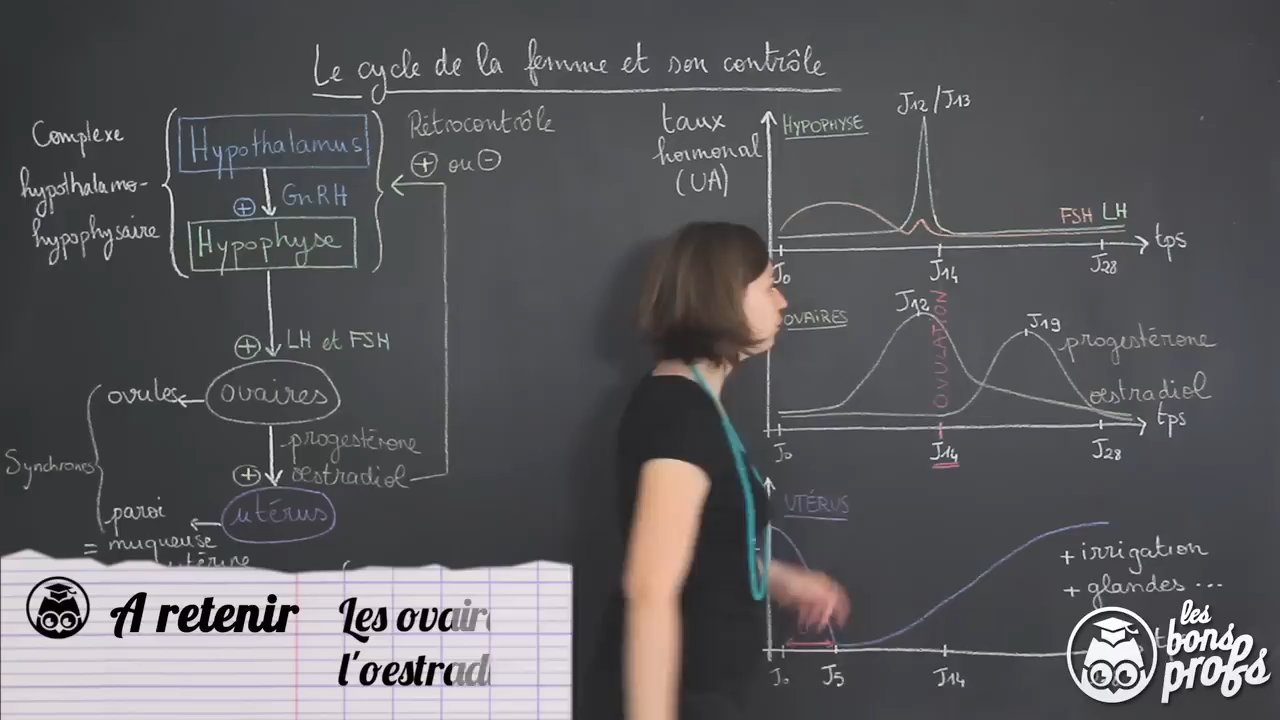 Le cycle de la femme et son contrôle
Complexe
hypothalamo-
hypophysaire
Hypothalamus
⊕ GnRH
Hypophyse
Rétrocontrôle
⊕ ou ⊖
⊕ LH et FSH
ovules
ovaires
Synchrones
progestérone
⊕ oestradiol
paroi
utérus
= muqueuse
utérine
taux
hormonal
(UA)
HYPOPHYSE
J12/J13
FSH LH
tps
J0 J14 J28
OVAIRES
J12
OVULATION
J19
progestérone
oestradiol
tps
J0 J14 J28
UTÉRUS
+ irrigation
+ glandes ...
J0 J5 J14
A retenir
Les ovair
l'oestrad
les
bons
profs